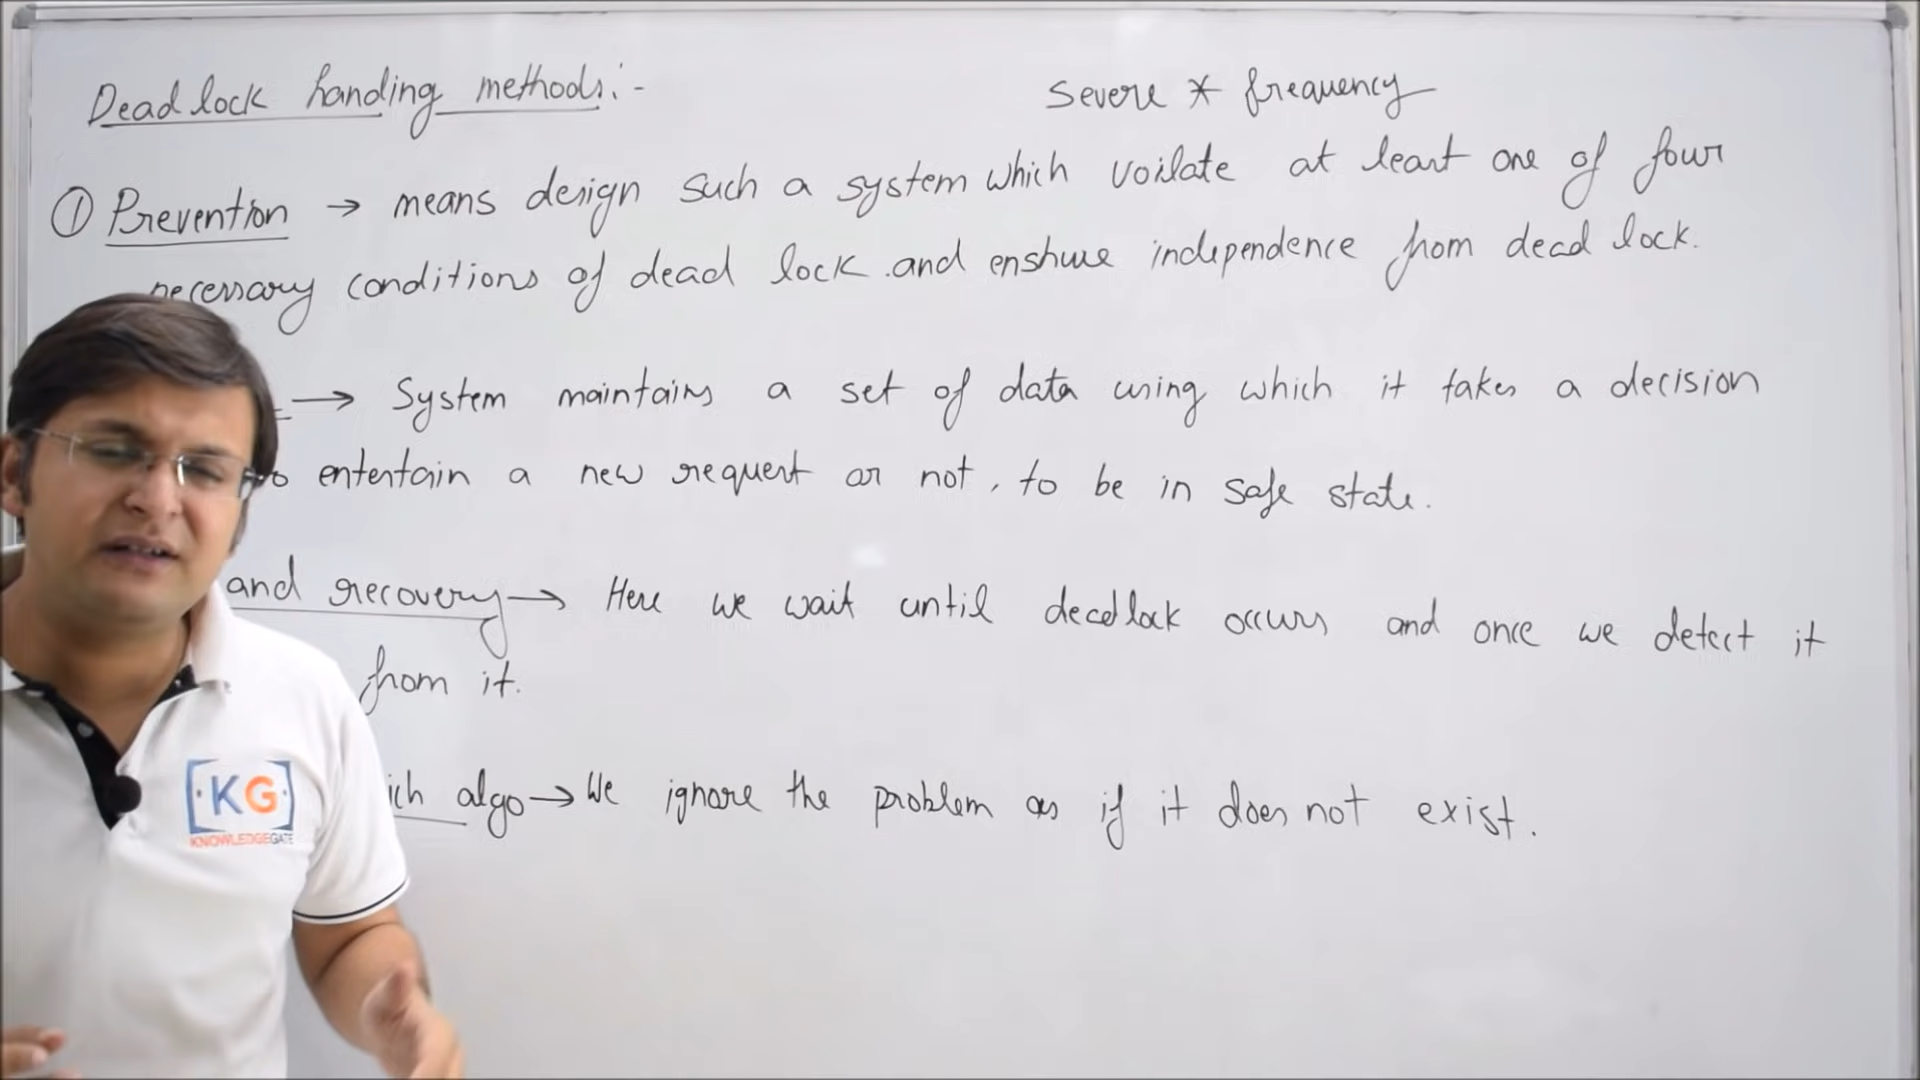 Dead lock handing methods:-
Severe * frequency
① Prevention → means design such a system which voilate at least one of four
necessary conditions of dead lock .and enshure independence from dead lock.
→ System maintains a set of data using which it takes a decision
entertain a new request or not, to be in safe state.
and recovery → Here we wait until decedlock occurs and once we detect it
from it.
ich algo → We ignore the problem as if it does not exist.
KG
KNOWLEDGEGATE